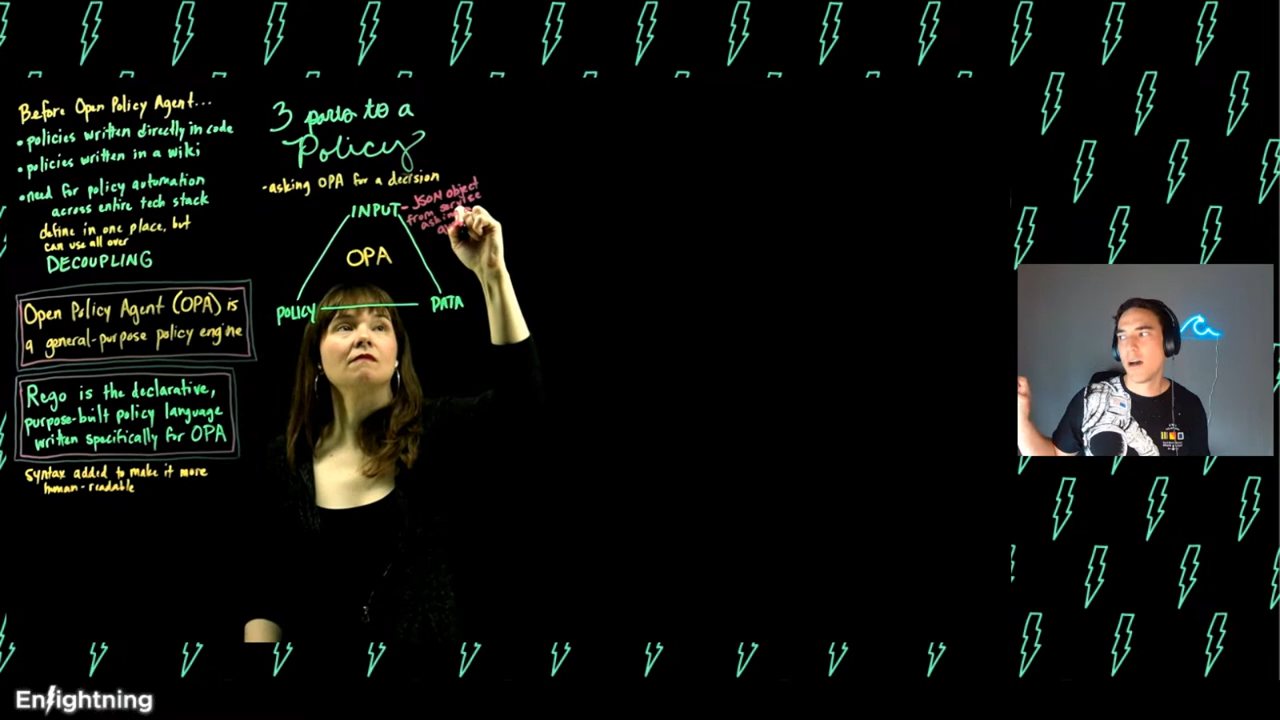 Before Open Policy Agent...
• policies written directly in code
• policies written in a wiki
• need for policy automation
across entire tech stack
define in one place, but
can use all over
DECOUPLING
Open Policy Agent (OPA) is
a general-purpose policy engine
Rego is the declarative,
purpose-built policy language
written specifically for OPA
Syntax added to make it more
human-readable
3 parts to a
Policy
- asking OPA for a decision
INPUT - JSON object
from service
OPA
POLICY
DATA
Enlightning